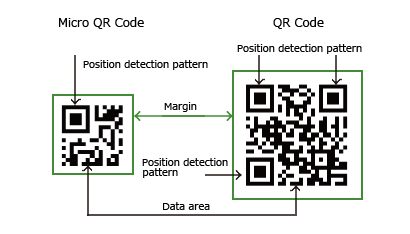 Micro QR Code
QR Code
Position detection pattern
Position detection pattern
Margin
Position detection
pattern
Data area